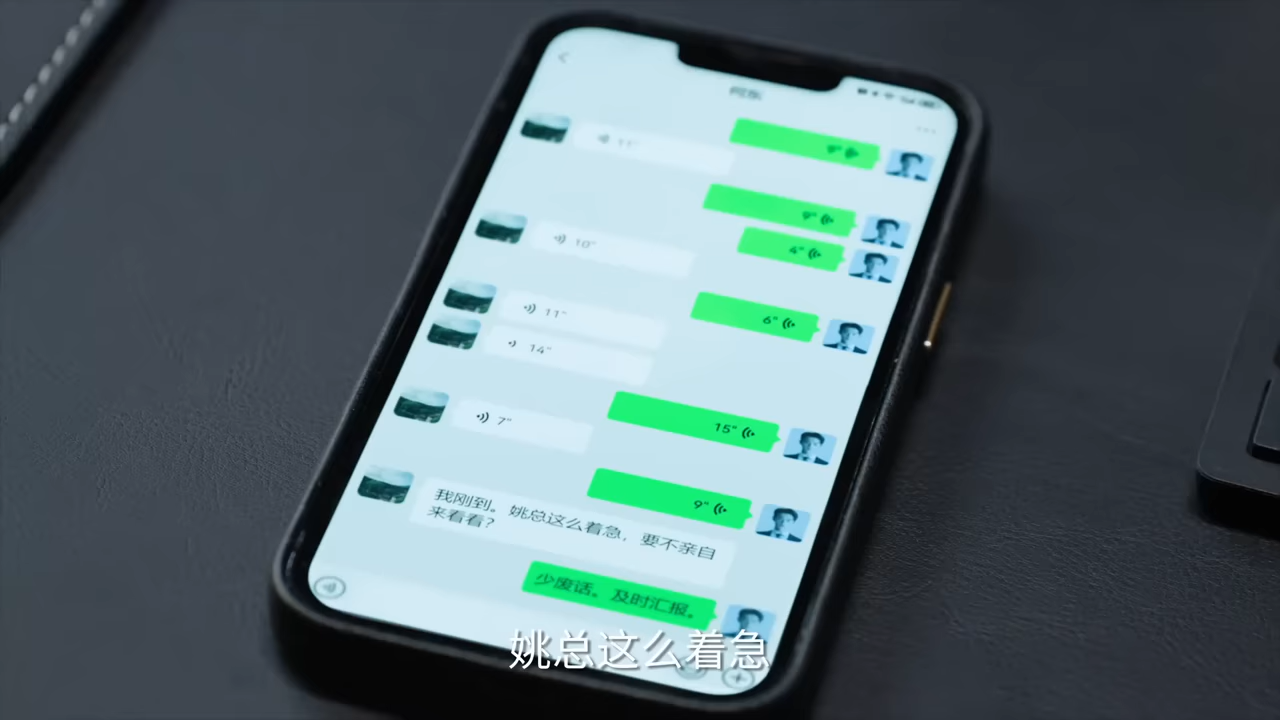 11"
9"
9"
4"
10"
6"
11"
14"
15"
7"
9"
我刚到。姚总这么着急，要不亲自
来看看？
少废话。及时汇报。
姚总这么着急